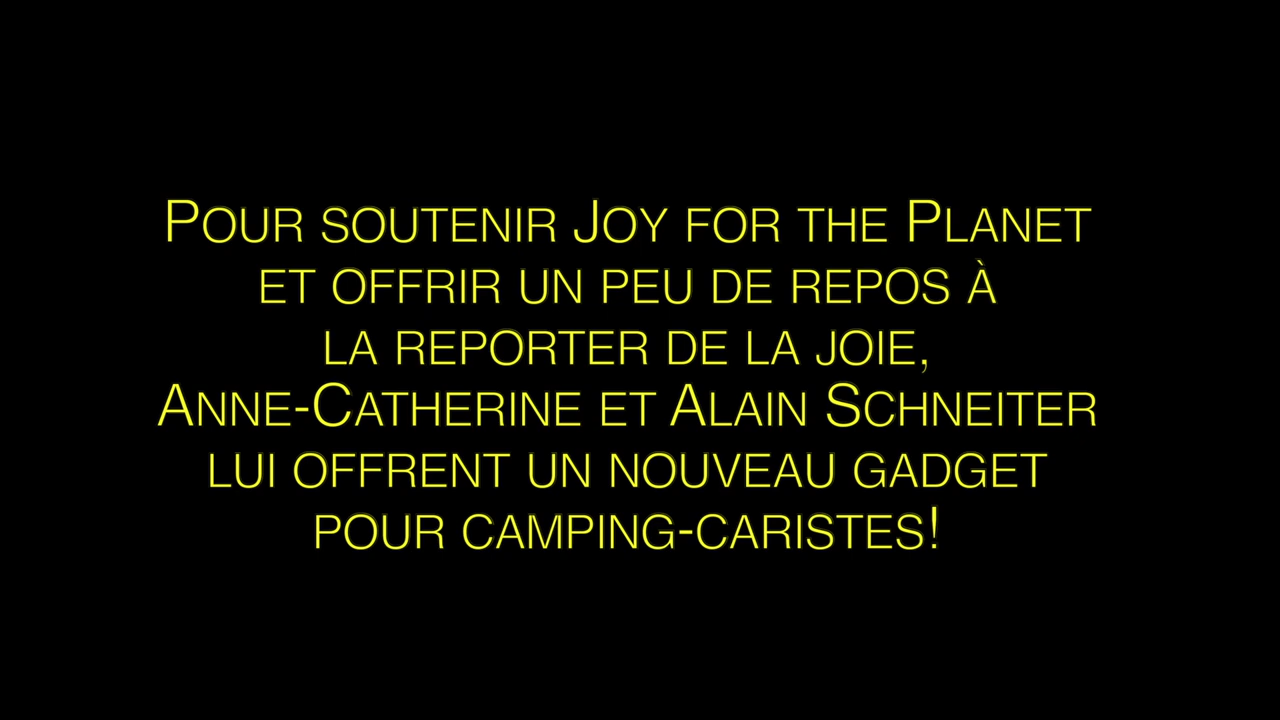 Pour soutenir Joy for the Planet
et offrir un peu de repos à
la reporter de la joie,
Anne-Catherine et Alain Schneiter
lui offrent un nouveau gadget
pour camping-caristes!